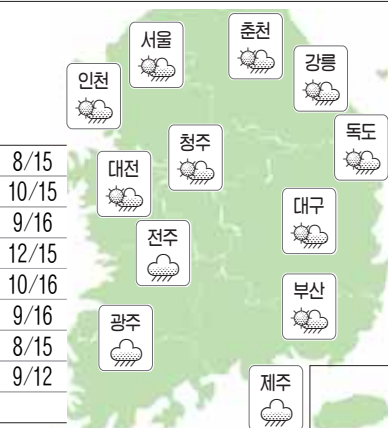 서울
춘천
강릉
인천
독도
청주
대전
대구
전주
부산
광주
제주
8/15
10/15
9/16
12/15
10/16
9/16
8/15
9/12